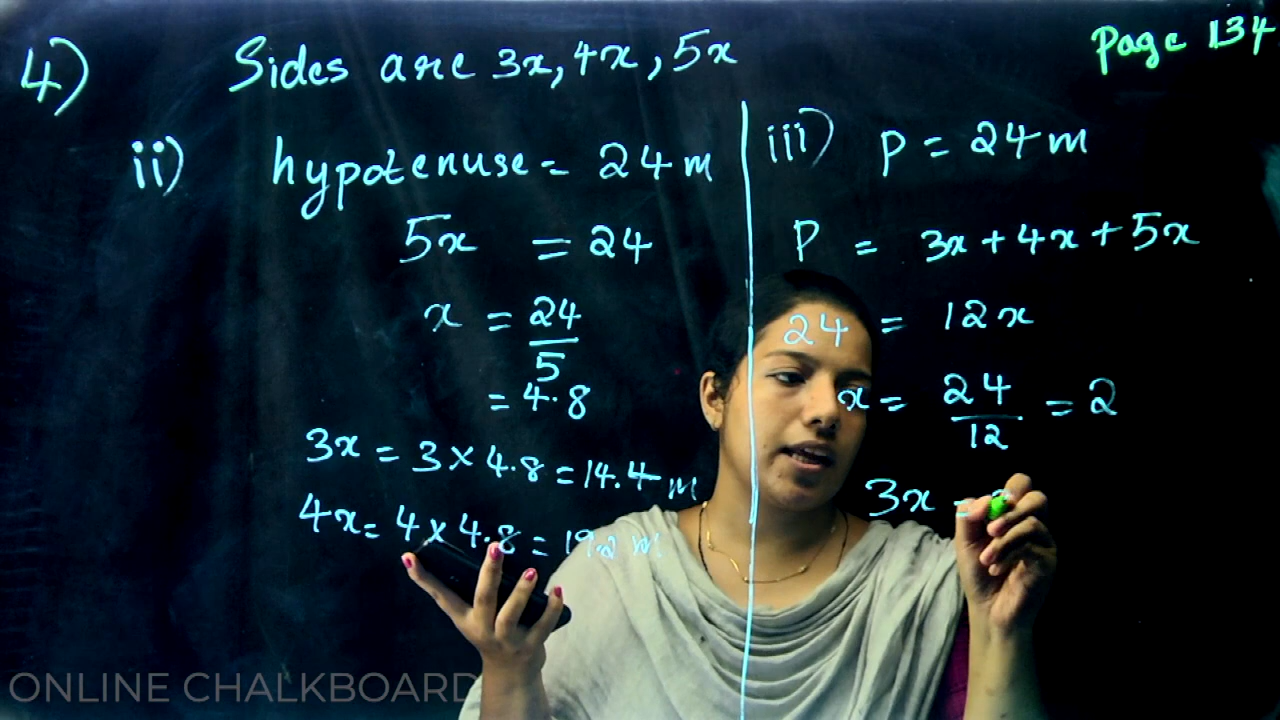 4) Sides are 3x, 4x, 5x
Page 134
ii) hypotenuse = 24 m
5x = 24
x = 24/5
= 4.8
3x = 3 × 4.8 = 14.4 m
4x = 4 × 4.8 = 19.2 m
iii) P = 24 m
P = 3x + 4x + 5x
24 = 12x
x = 24/12 = 2
3x =
ONLINE CHALKBOARD